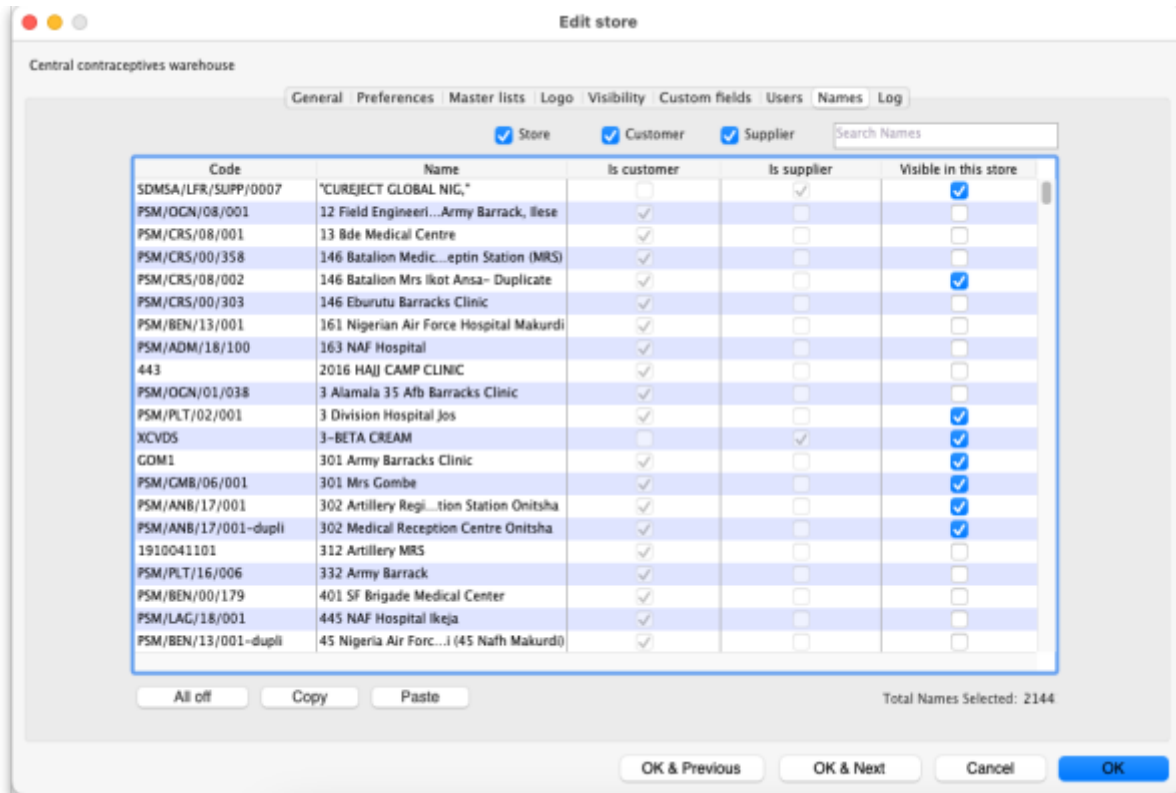 Edit store
Central contraceptives warehouse
General Preferences Master lists Logo Visibility Custom fields Users Names Log
Store Customer Supplier Search Names
Code Name Is customer Is supplier Visible in this store
SDMSA/LFR/SUPP/0007 "CUREJECT GLOBAL NIG,"
PSM/OGN/08/001 12 Field Engineeri...Army Barrack, Ilese
PSM/CRS/08/001 13 Bde Medical Centre
PSM/CRS/00/358 146 Batalion Medic...eptin Station (MRS)
PSM/CRS/08/002 146 Batalion Mrs Ikot Ansa- Duplicate
PSM/CRS/00/303 146 Eburutu Barracks Clinic
PSM/BEN/13/001 161 Nigerian Air Force Hospital Makurdi
PSM/ADM/18/100 163 NAF Hospital
443 2016 HAJJ CAMP CLINIC
PSM/OGN/01/038 3 Alamala 35 Afb Barracks Clinic
PSM/PLT/02/001 3 Division Hospital Jos
XCVDS 3-BETA CREAM
GOM1 301 Army Barracks Clinic
PSM/GMB/06/001 301 Mrs Gombe
PSM/ANB/17/001 302 Artillery Regi...tion Station Onitsha
PSM/ANB/17/001-dupli 302 Medical Reception Centre Onitsha
1910041101 312 Artillery MRS
PSM/PLT/16/006 332 Army Barrack
PSM/BEN/00/179 401 SF Brigade Medical Center
PSM/LAG/18/001 445 NAF Hospital Ikeja
PSM/BEN/13/001-dupli 45 Nigeria Air Forc...i (45 Nafh Makurdi)
All off Copy Paste Total Names Selected: 2144
OK & Previous OK & Next Cancel OK